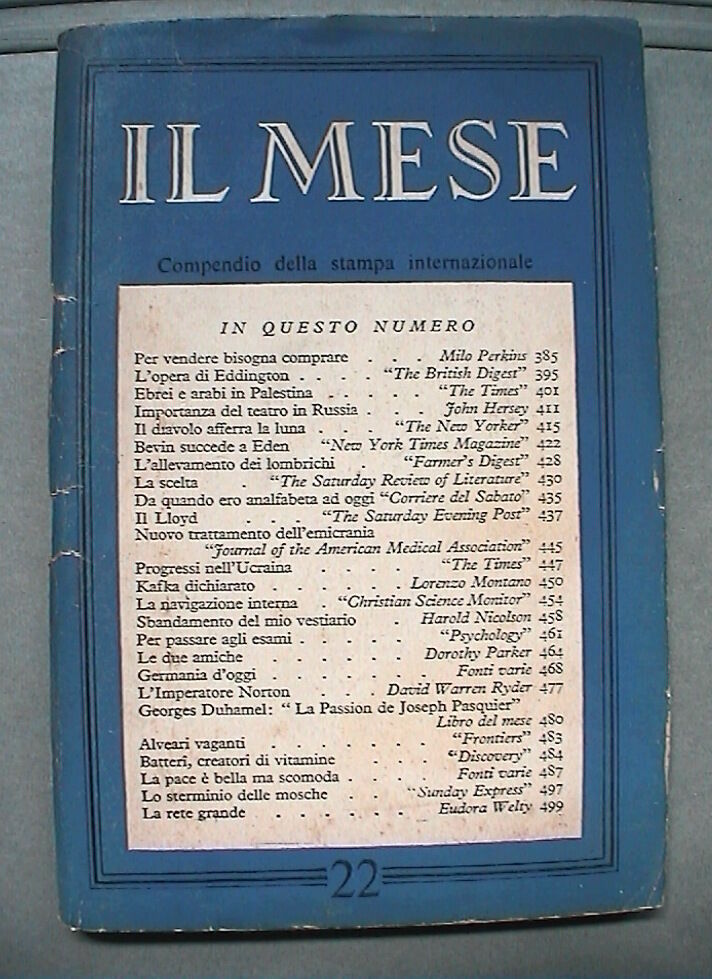 IL MESE
Compendio della stampa internazionale
IN QUESTO NUMERO
Per vendere bisogna comprare . . . Milo Perkins 385
L'opera di Eddington . . . . "The British Digest" 395
Ebrei e arabi in Palestina . . . . . "The Times" 401
Importanza del teatro in Russia . . . John Hersey 411
Il diavolo afferra la luna . . . "The New Yorker" 415
Bevin succede a Eden "New York Times Magazine" 422
L'allevamento dei lombrichi . "Farmer's Digest" 428
La scelta . "The Saturday Review of Literature" 430
Da quando ero analfabeta ad oggi "Corriere del Sabato" 435
Il Lloyd . . . "The Saturday Evening Post" 437
Nuovo trattamento dell'emicrania
"Journal of the American Medical Association" 445
Progressi nell'Ucraina . . . . "The Times" 447
Kafka dichiarato . . . . . . Lorenzo Montano 450
La navigazione interna . "Christian Science Monitor" 454
Sbandamento del mio vestiario . Harold Nicolson 458
Per passare agli esami . . . . . "Psychology" 461
Le due amiche . . . . . . Dorothy Parker 464
Germania d'oggi . . . . . . . Fonti varie 468
L'Imperatore Norton . . . David Warren Ryder 477
Georges Duhamel: " La Passion de Joseph Pasquier"
Libro del mese 480
Alveari vaganti . . . . . . . "Frontiers" 483
Batteri, creatori di vitamine . . . "Discovery" 484
La pace è bella ma scomoda . . . . Fonti varie 487
Lo sterminio delle mosche . . "Sunday Express" 497
La rete grande . . . . . . Eudora Welty 499
22